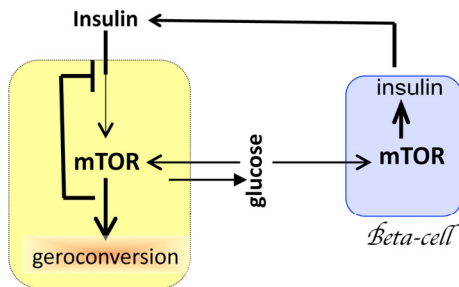 Insulin
insulin
mTOR
glucose
mTOR
geroconversion
Beta-cell